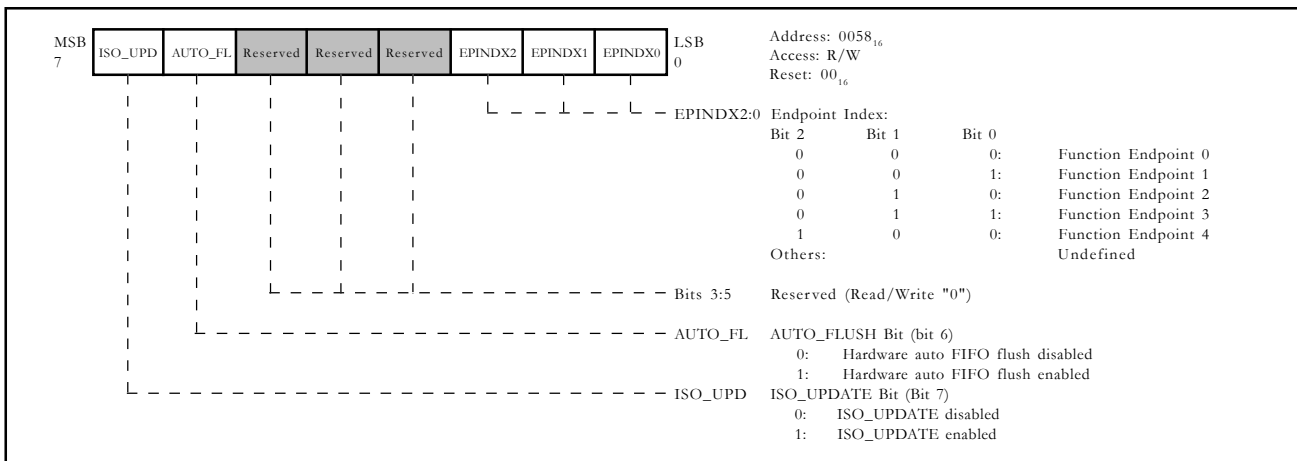 MSB ISO_UPD AUTO_FL Reserved Reserved Reserved EPINDX2 EPINDX1 EPINDX0 LSB
7 0
Address: 0058₁₆
Access: R/W
Reset: 00₁₆
EPINDX2:0 Endpoint Index:
Bit 2 Bit 1 Bit 0
0 0 0: Function Endpoint 0
0 0 1: Function Endpoint 1
0 1 0: Function Endpoint 2
0 1 1: Function Endpoint 3
1 0 0: Function Endpoint 4
Others: Undefined
Bits 3:5 Reserved (Read/Write "0")
AUTO_FL AUTO_FLUSH Bit (bit 6)
0: Hardware auto FIFO flush disabled
1: Hardware auto FIFO flush enabled
ISO_UPD ISO_UPDATE Bit (Bit 7)
0: ISO_UPDATE disabled
1: ISO_UPDATE enabled